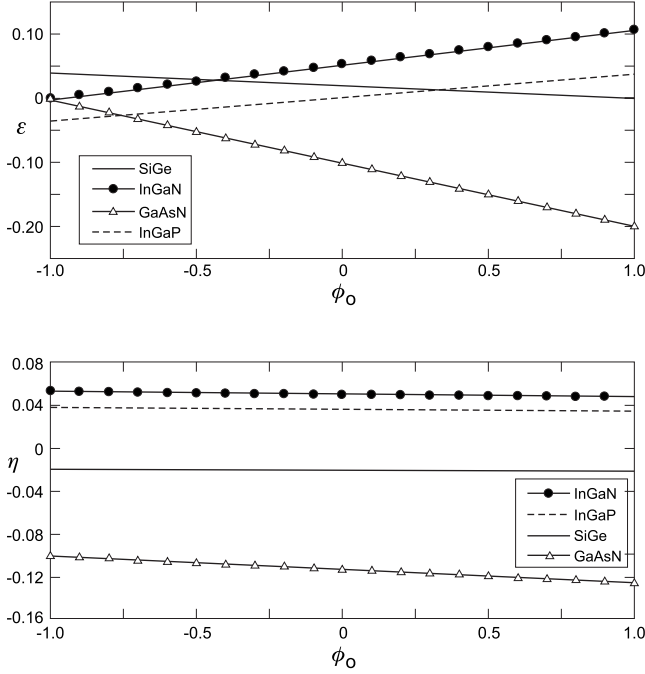 0.10
0
ε
-0.10
-0.20
SiGe
InGaN
GaAsN
InGaP
-1.0 -0.5 0 0.5 1.0
ϕo
0.08
0.04
0
η
-0.04
-0.08
-0.12
-0.16
InGaN
InGaP
SiGe
GaAsN
-1.0 -0.5 0 0.5 1.0
ϕo